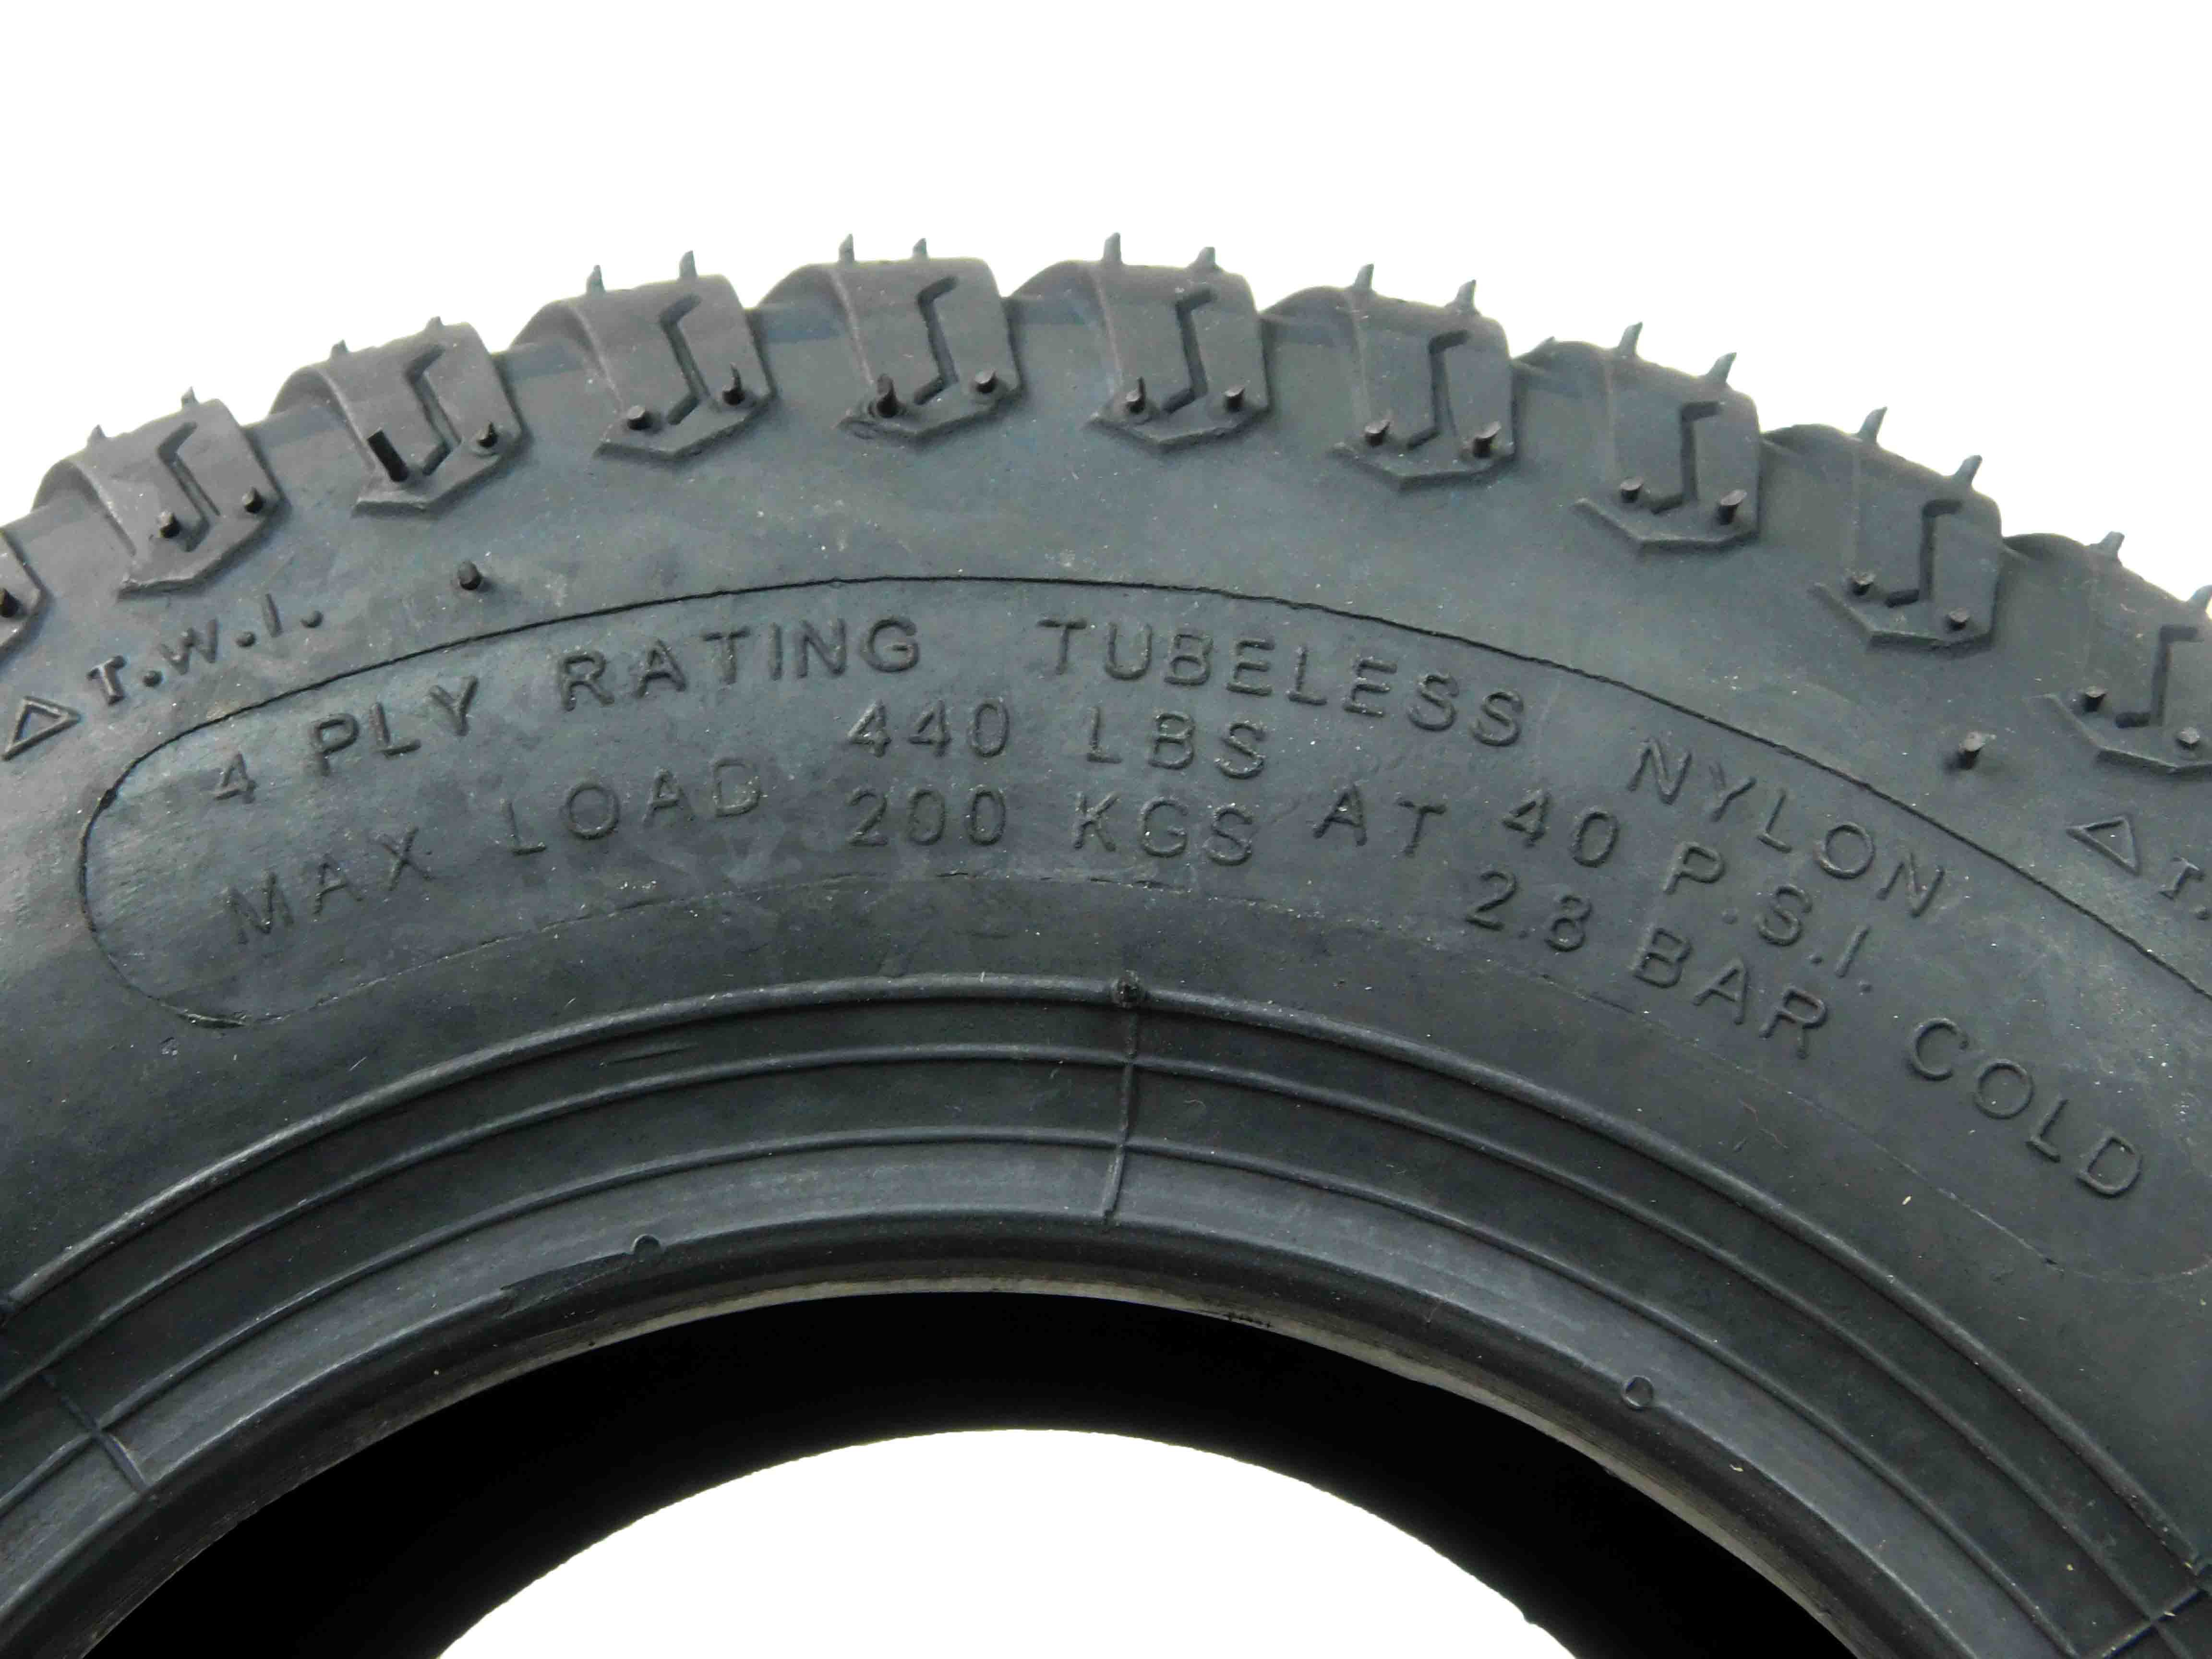 △T.W.I.
4 PLY RATING TUBELESS NYLON
MAX LOAD 440 LBS AT 40 P.S.I. COLD
200 KGS 2.8 BAR
△T.